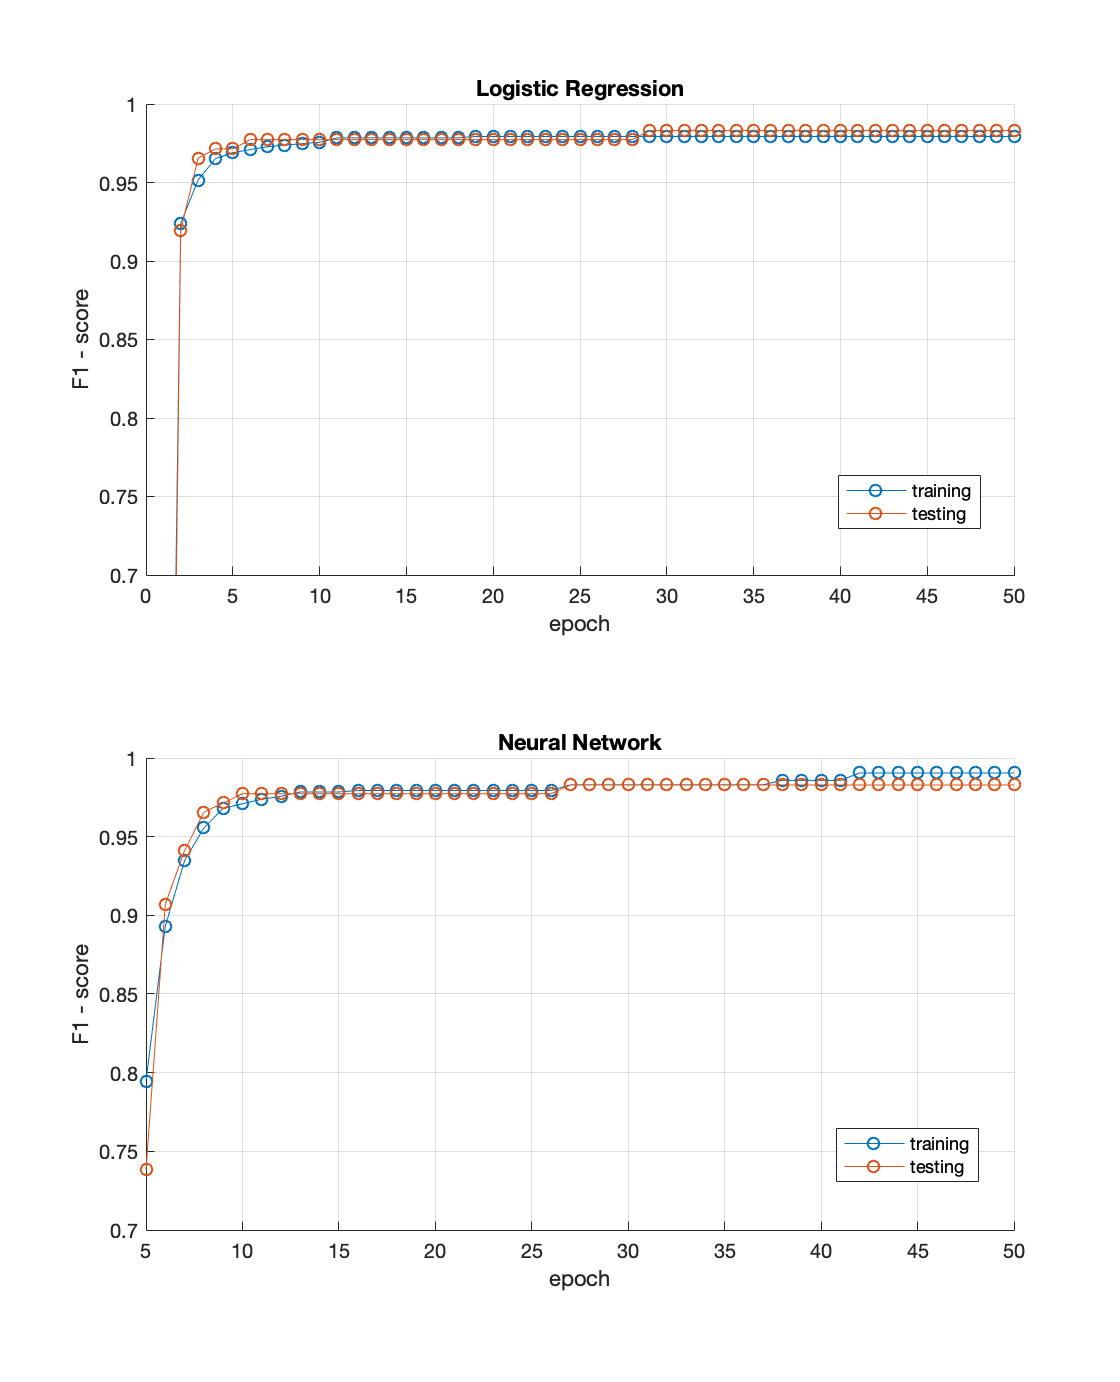 Logistic Regression
1
0.95
0.9
0.85
0.8
0.75
0.7
F1 - score
0 5 10 15 20 25 30 35 40 45 50
epoch
training
testing
Neural Network
1
0.95
0.9
0.85
0.8
0.75
0.7
F1 - score
5 10 15 20 25 30 35 40 45 50
epoch
training
testing